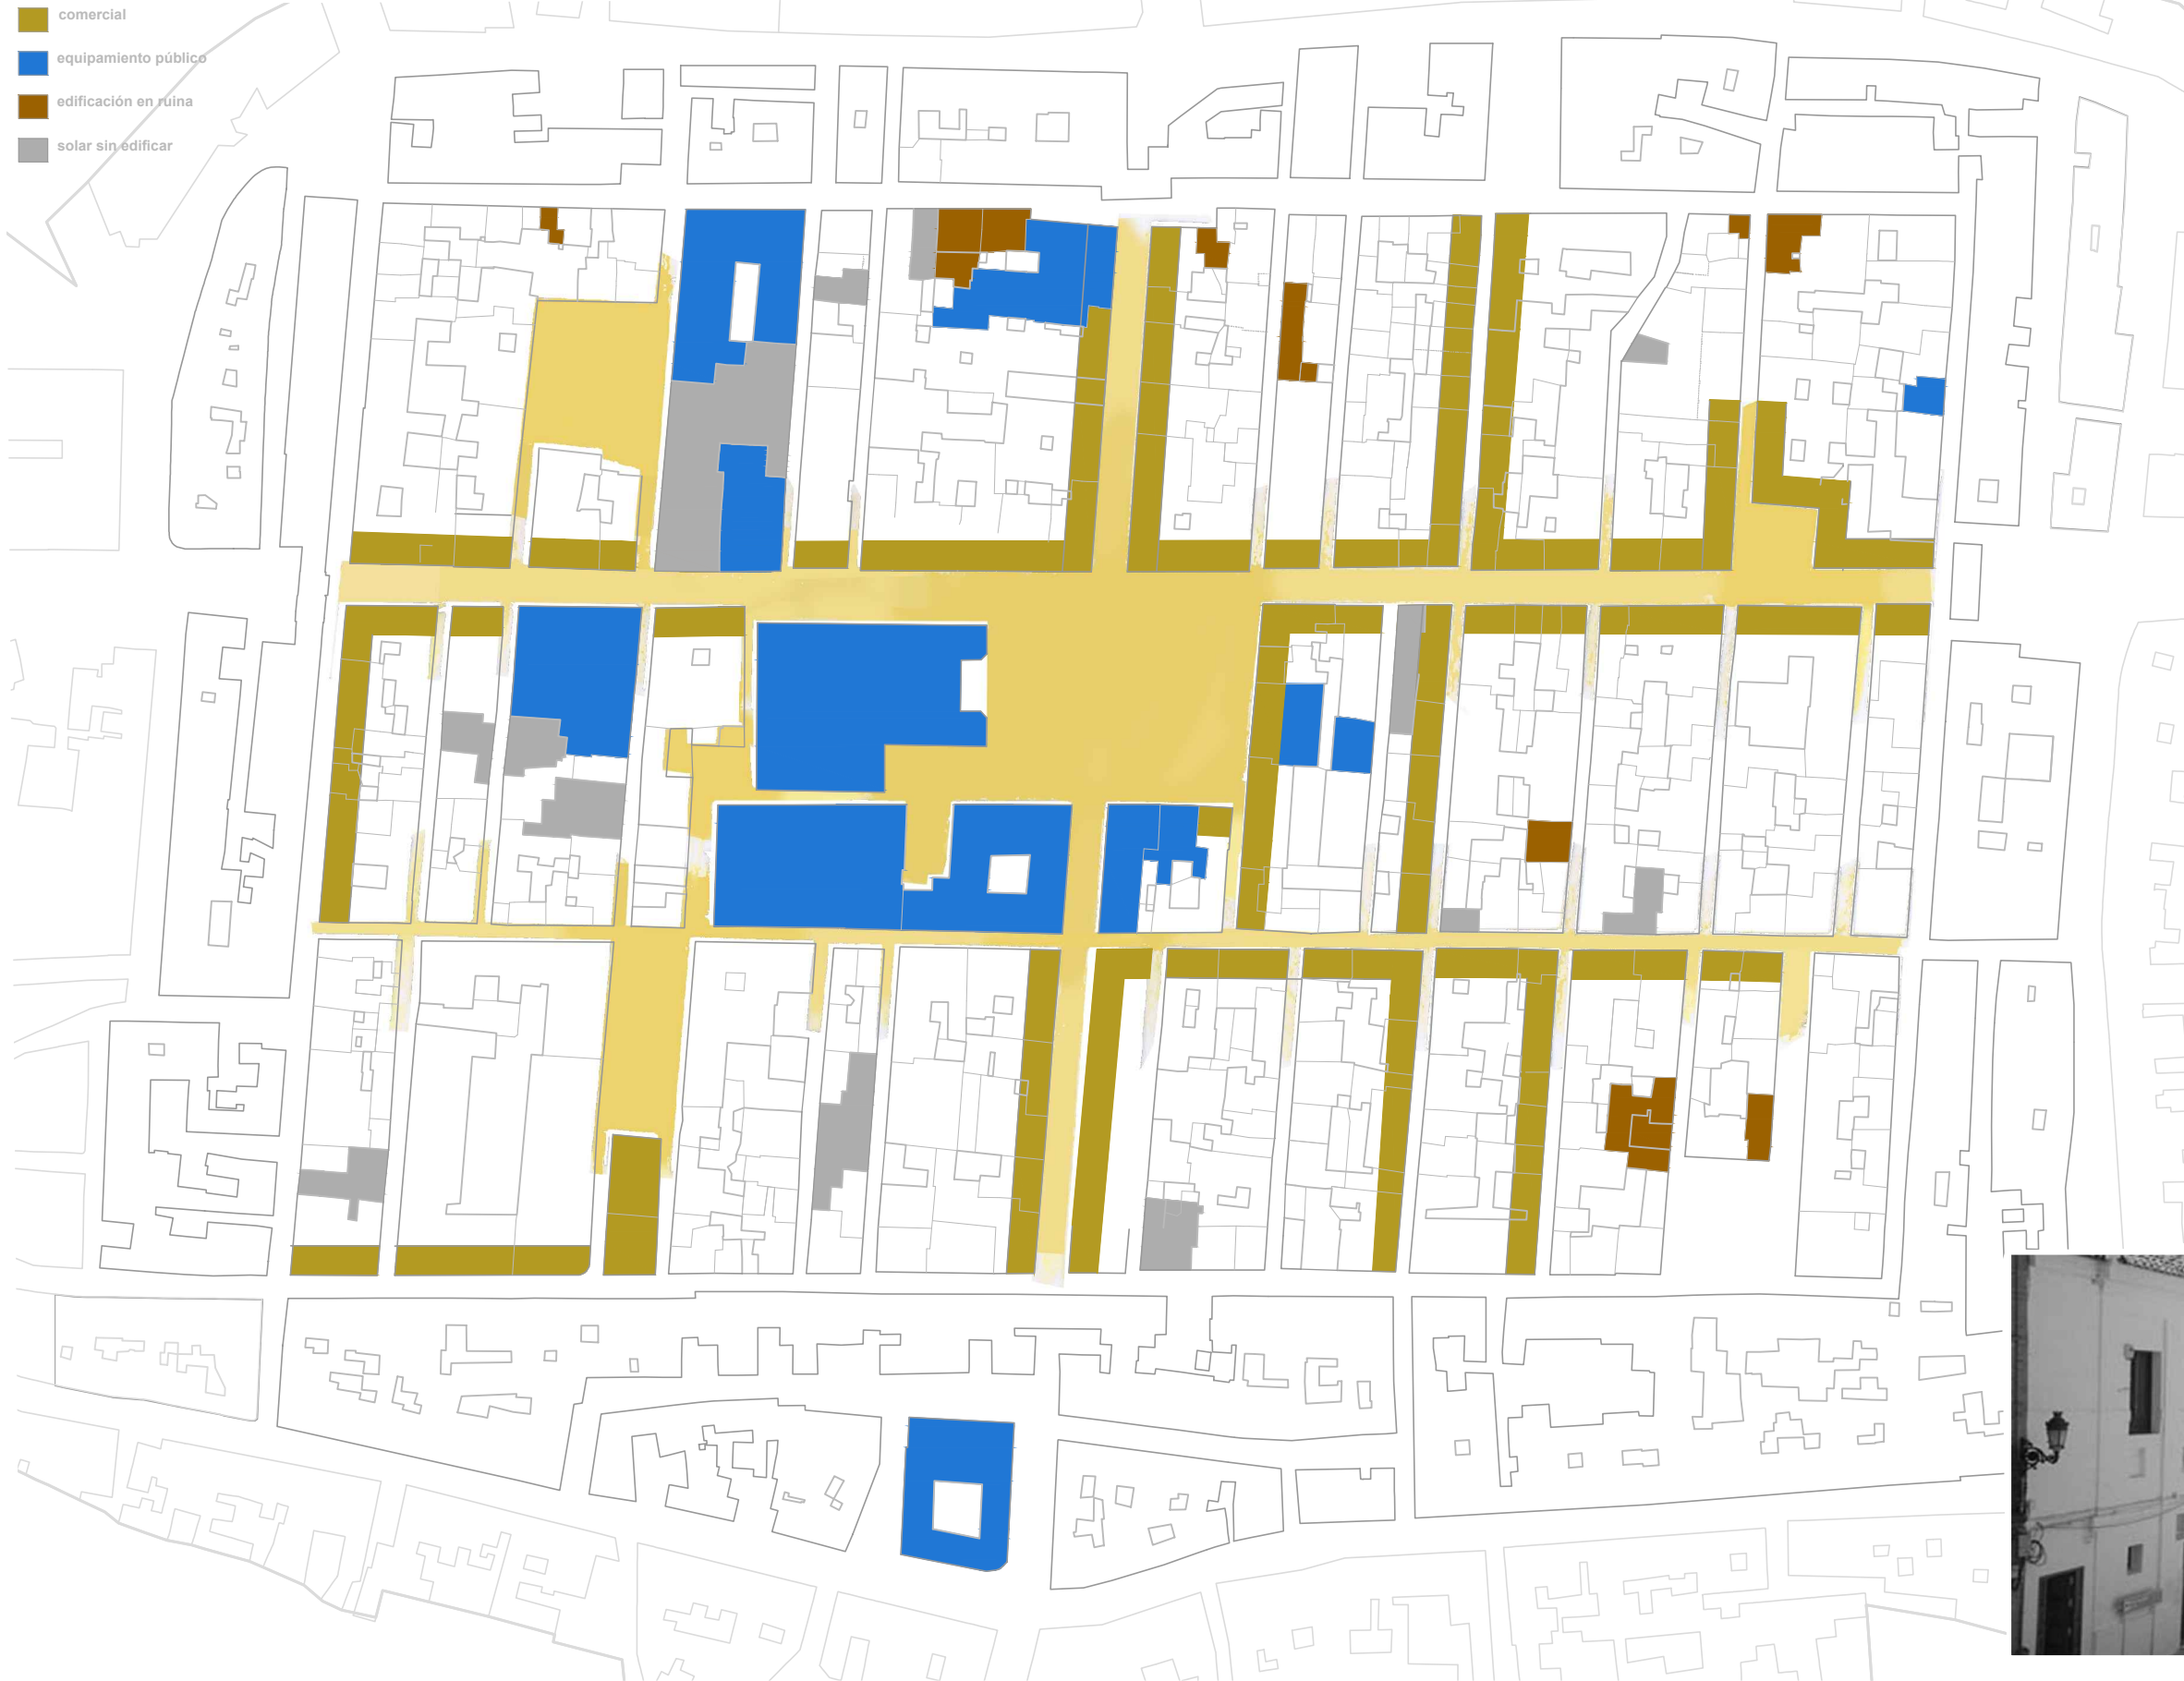 comercial
equipamiento público
edificación en ruina
solar sin edificar